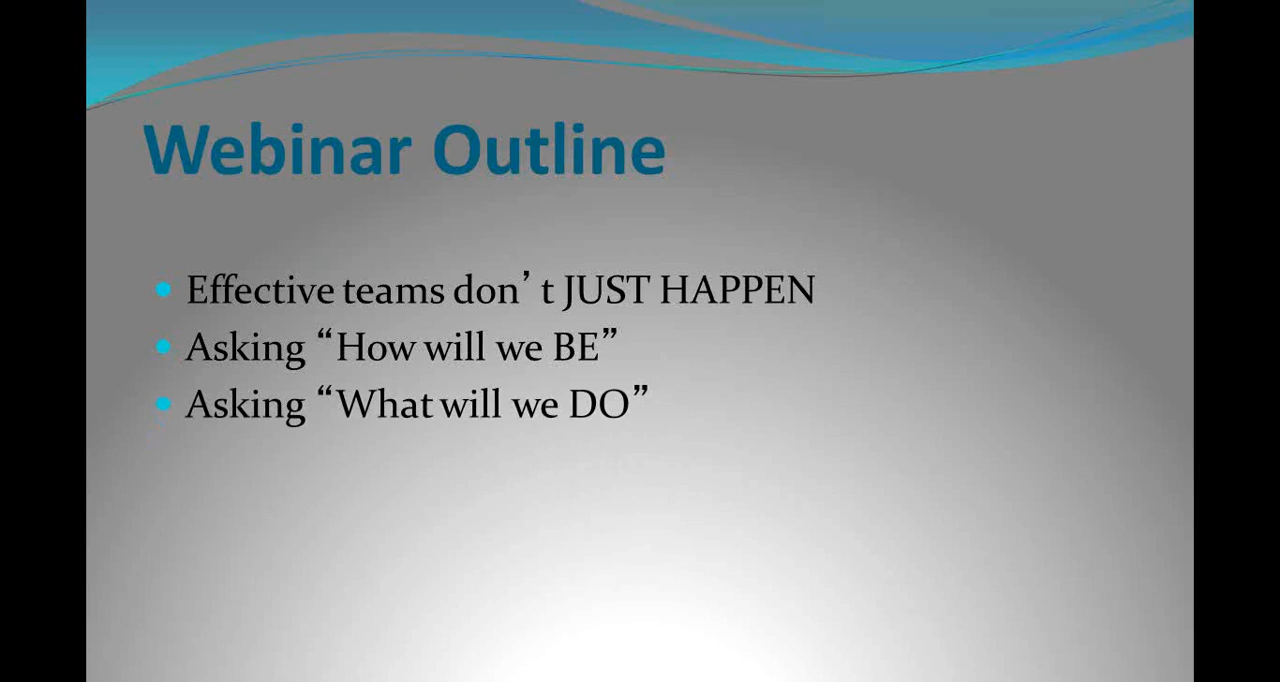 Webinar Outline
• Effective teams don’t JUST HAPPEN
• Asking “How will we BE”
• Asking “What will we DO”